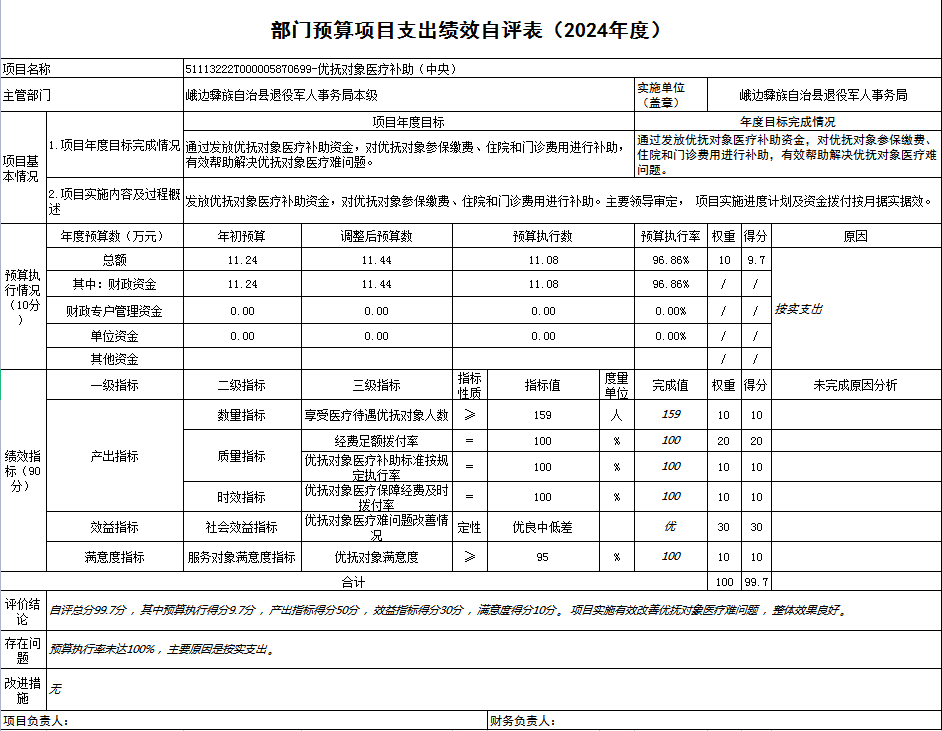 部门预算项目支出绩效自评表（2024年度）
项目名称 51113222T000005870699-优抚对象医疗补助（中央）
主管部门 峨边彝族自治县退役军人事务局本级 实施单位（盖章） 峨边彝族自治县退役军人事务局
项目基本情况 1.项目年度目标完成情况 项目年度目标 年度目标完成情况
通过发放优抚对象医疗补助资金，对优抚对象参保缴费、住院和门诊费用进行补助，
有效帮助解决优抚对象医疗难问题。
通过发放优抚对象医疗补助资金，对优抚对象参保缴费、
住院和门诊费用进行补助，有效帮助解决优抚对象医疗难
问题。
2.项目实施内容及过程概述 发放优抚对象医疗补助资金，对优抚对象参保缴费、住院和门诊费用进行补助。主要领导审定， 项目实施进度计划及资金拨付按月据实据效。
预算执行情况（10分） 年度预算数（万元） 年初预算 调整后预算数 预算执行数 预算执行率 权重 得分 原因
总额 11.24 11.44 11.08 96.86% 10 9.7 按实支出
其中：财政资金 11.24 11.44 11.08 96.86% / /
财政专户管理资金 0.00 0.00 0.00 0.00% / /
单位资金 0.00 0.00 0.00 0.00% / /
其他资金 / /
绩效指标（90分） 一级指标 二级指标 三级指标 指标性质 指标值 度量单位 完成值 权重 得分 未完成原因分析
产出指标 数量指标 享受医疗待遇优抚对象人数 ≥ 159 人 159 10 10
质量指标 经费足额拨付率 = 100 % 100 20 20
优抚对象医疗补助标准按规定执行率 = 100 % 100 10 10
时效指标 优抚对象医疗保障经费及时拨付率 = 100 % 100 10 10
效益指标 社会效益指标 优抚对象医疗难问题改善情况 定性 优良中低差 优 30 30
满意度指标 服务对象满意度指标 优抚对象满意度 ≥ 95 % 100 10 10
合计 100 99.7
评价结论 自评总分99.7分，其中预算执行得分9.7分，产出指标得分50分，效益指标得分30分，满意度得分10分。项目实施有效改善优抚对象医疗难问题，整体效果良好。
存在问题 预算执行率未达100%，主要原因是按实支出。
改进措施 无
项目负责人： 财务负责人：